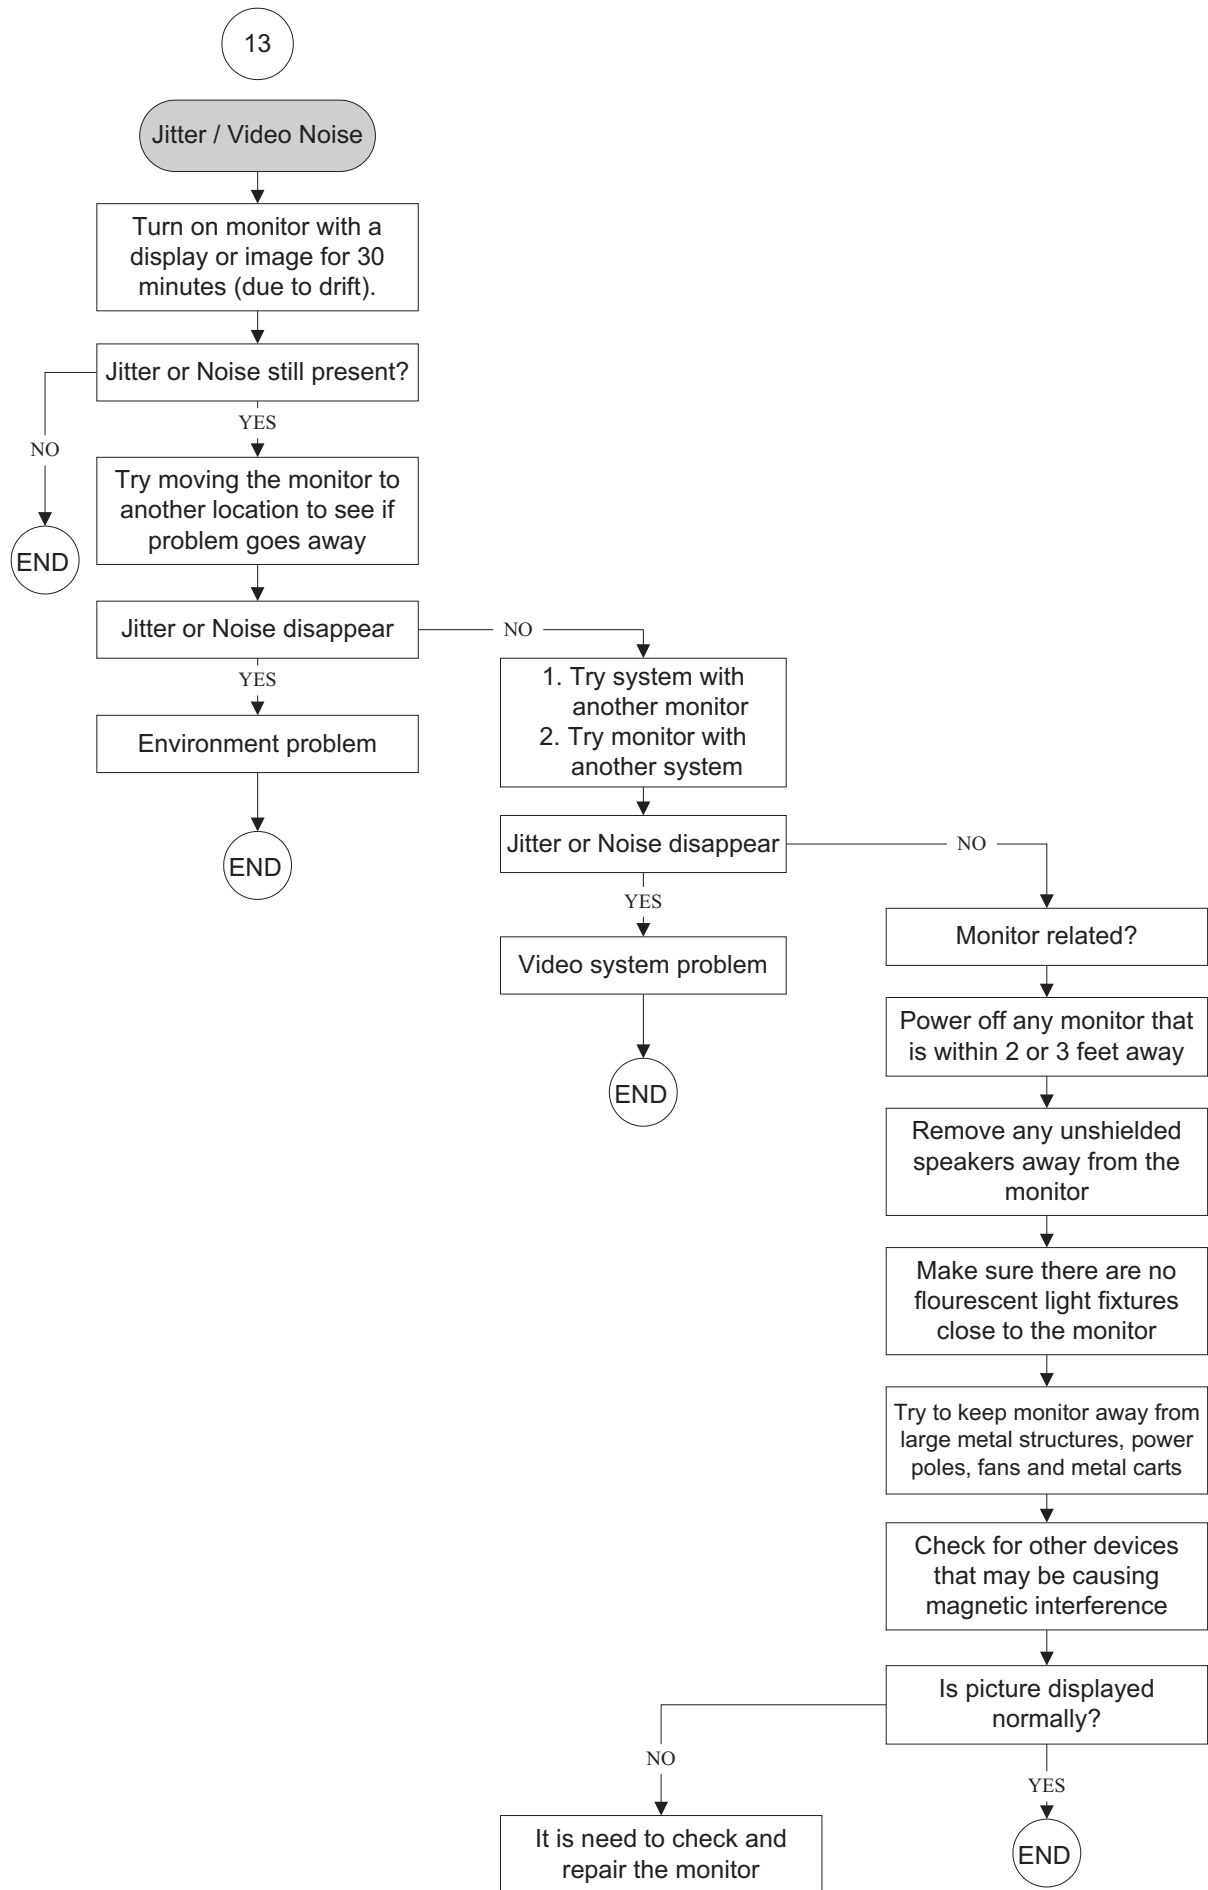 13
Jitter / Video Noise
Turn on monitor with a
display or image for 30
minutes (due to drift).
Jitter or Noise still present?
NO
YES
Try moving the monitor to
another location to see if
problem goes away
END
Jitter or Noise disappear
NO
YES
Environment problem
END
1. Try system with
another monitor
2. Try monitor with
another system
Jitter or Noise disappear
NO
YES
Video system problem
END
Monitor related?
Power off any monitor that
is within 2 or 3 feet away
Remove any unshielded
speakers away from the
monitor
Make sure there are no
flourescent light fixtures
close to the monitor
Try to keep monitor away from
large metal structures, power
poles, fans and metal carts
Check for other devices
that may be causing
magnetic interference
Is picture displayed
normally?
NO
YES
It is need to check and
repair the monitor
END